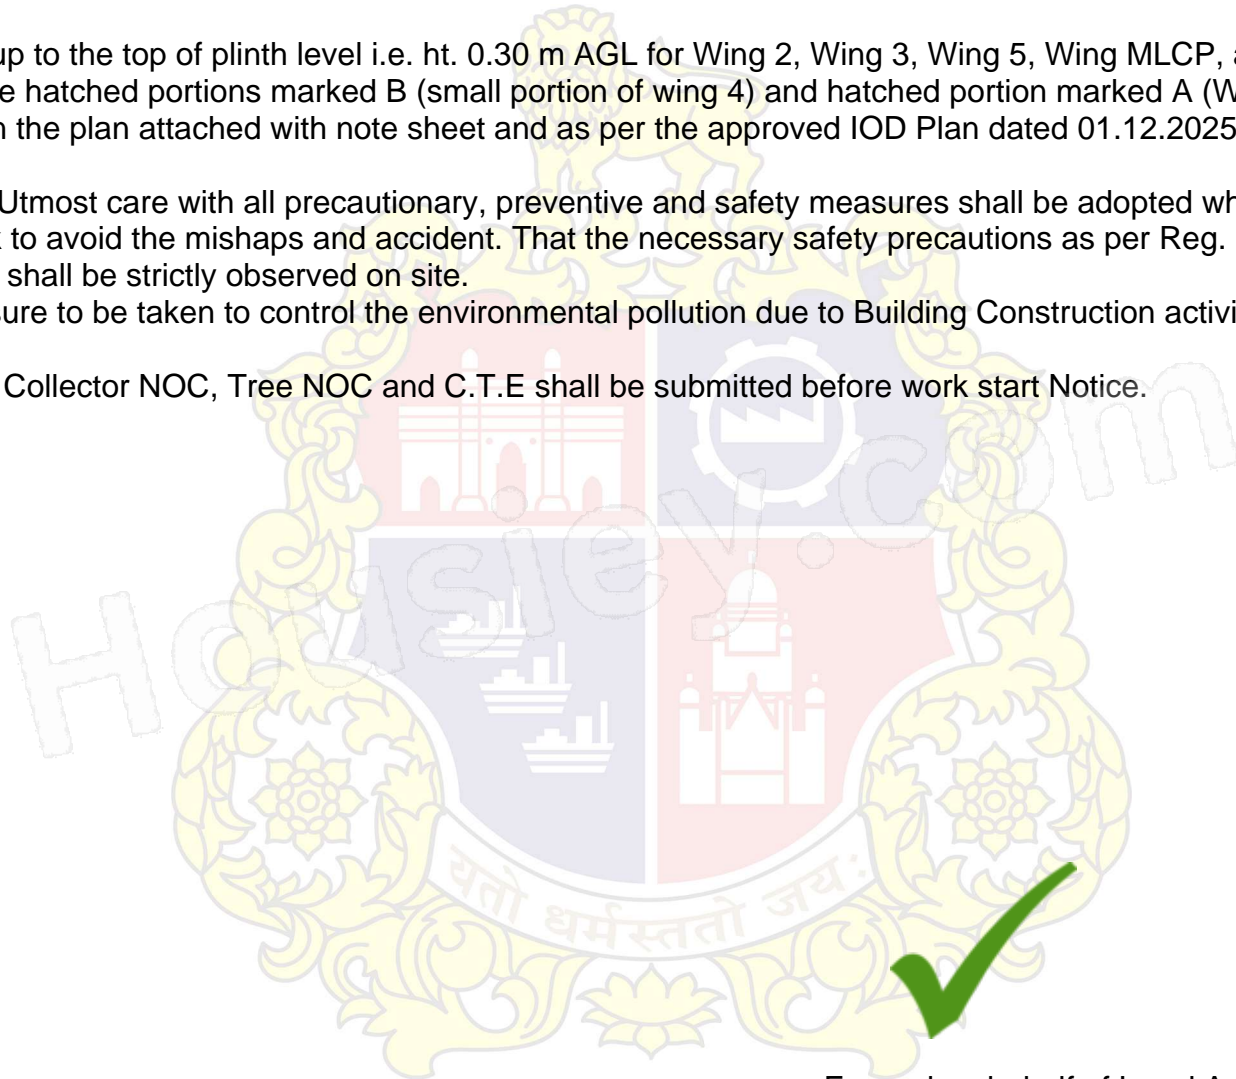 up to the top of plinth level i.e. ht. 0.30 m AGL for Wing 2, Wing 3, Wing 5, Wing MLCP,
hatched portions marked B (small portion of wing 4) and hatched portion marked A
the plan attached with note sheet and as per the approved IOD Plan dated 01.12.2025
Utmost care with all precautionary, preventive and safety measures shall be adopted
to avoid the mishaps and accident. That the necessary safety precautions as per Reg.
shall be strictly observed on site.
to be taken to control the environmental pollution due to Building Construction
Collector NOC, Tree NOC and C.T.E shall be submitted before work start Notice.
Housiey.com
यतो धर्मस्ततो जयः